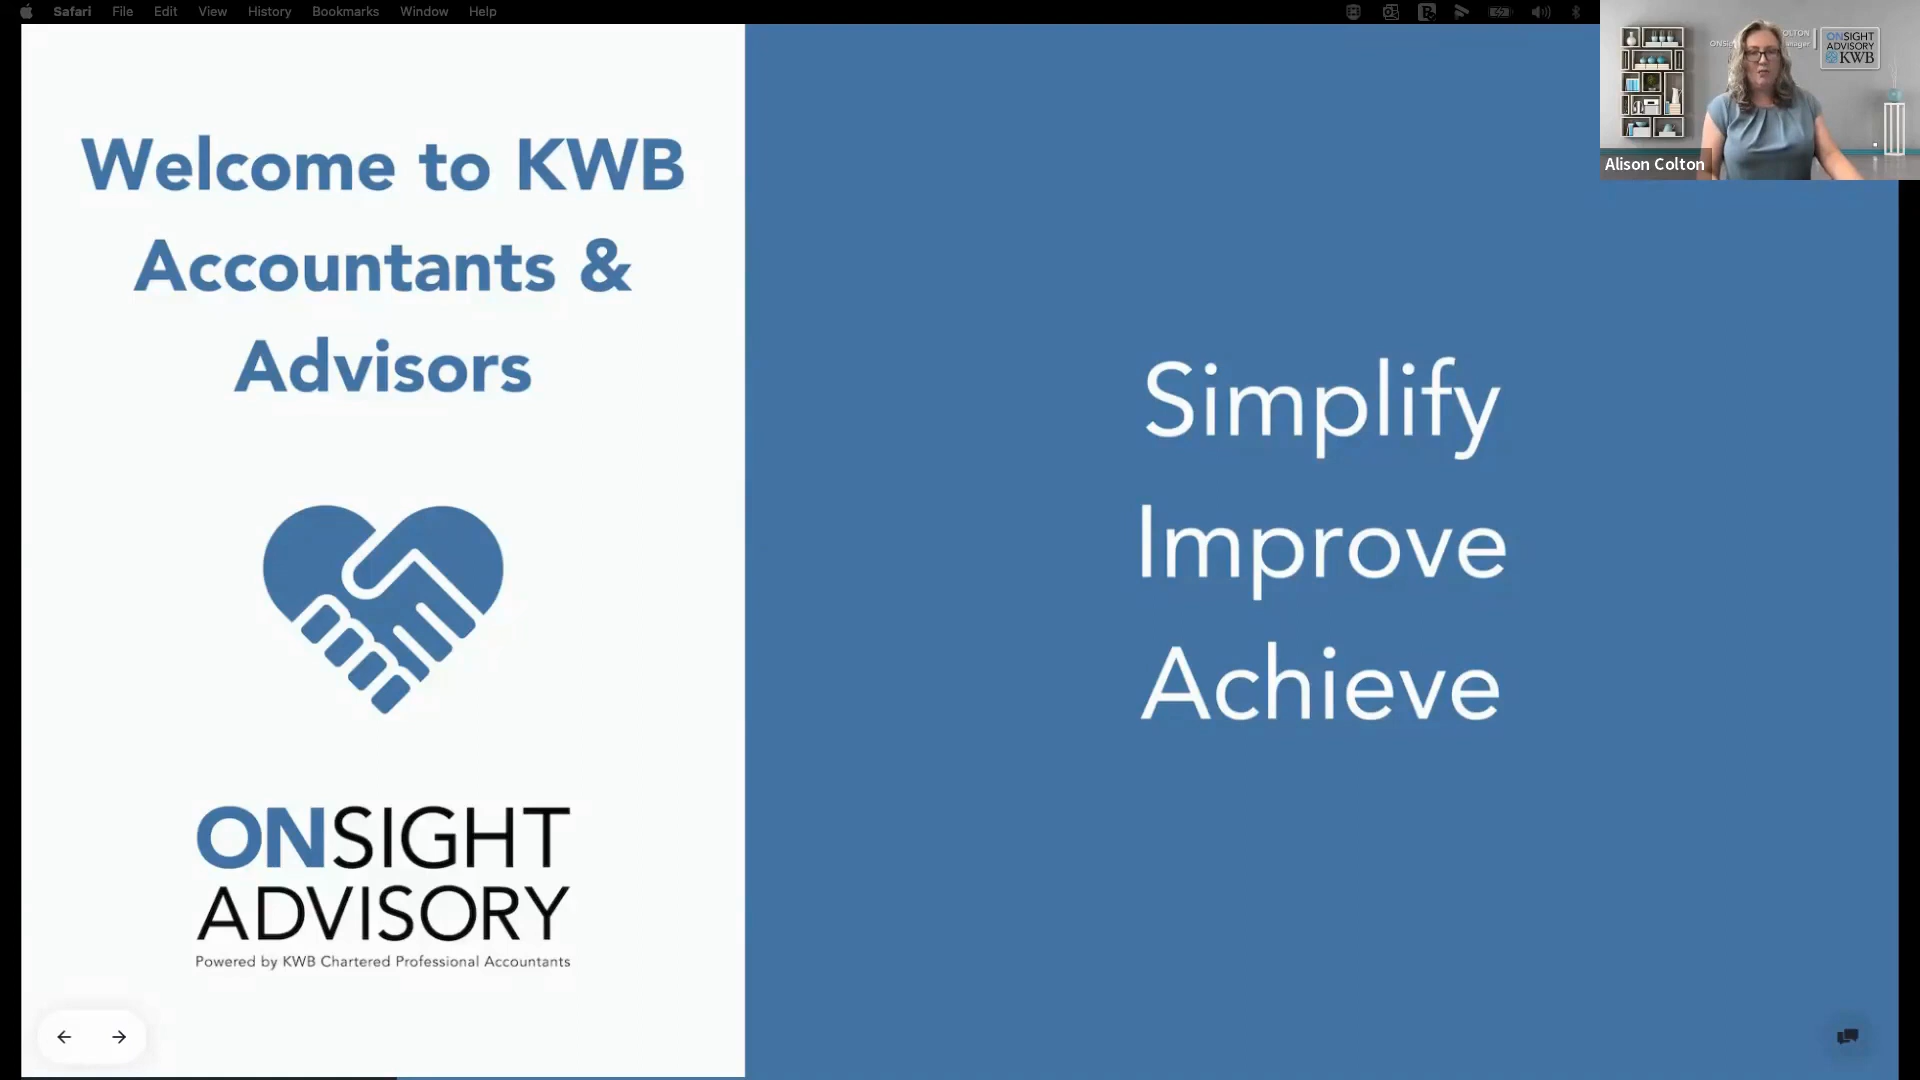 Safari File Edit View History Bookmarks Window Help
Welcome to KWB
Accountants &
Advisors
ONSIGHT
ADVISORY
Powered by KWB Chartered Professional Accountants
Simplify
Improve
Achieve
ONSIGHT
ADVISORY
KWB
Alison Colton